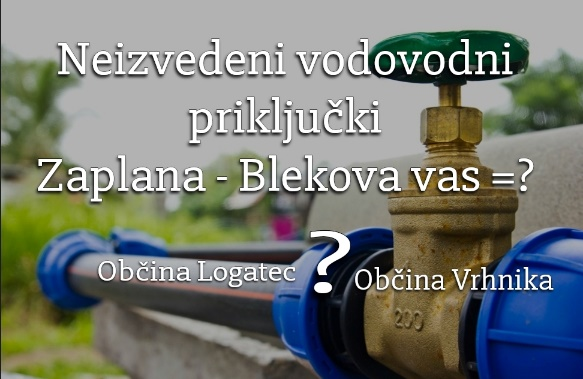 Neizvedeni vodovodni
priključki
Zaplana - Blekova vas =?
Občina Logatec ? Občina Vrhnika
200